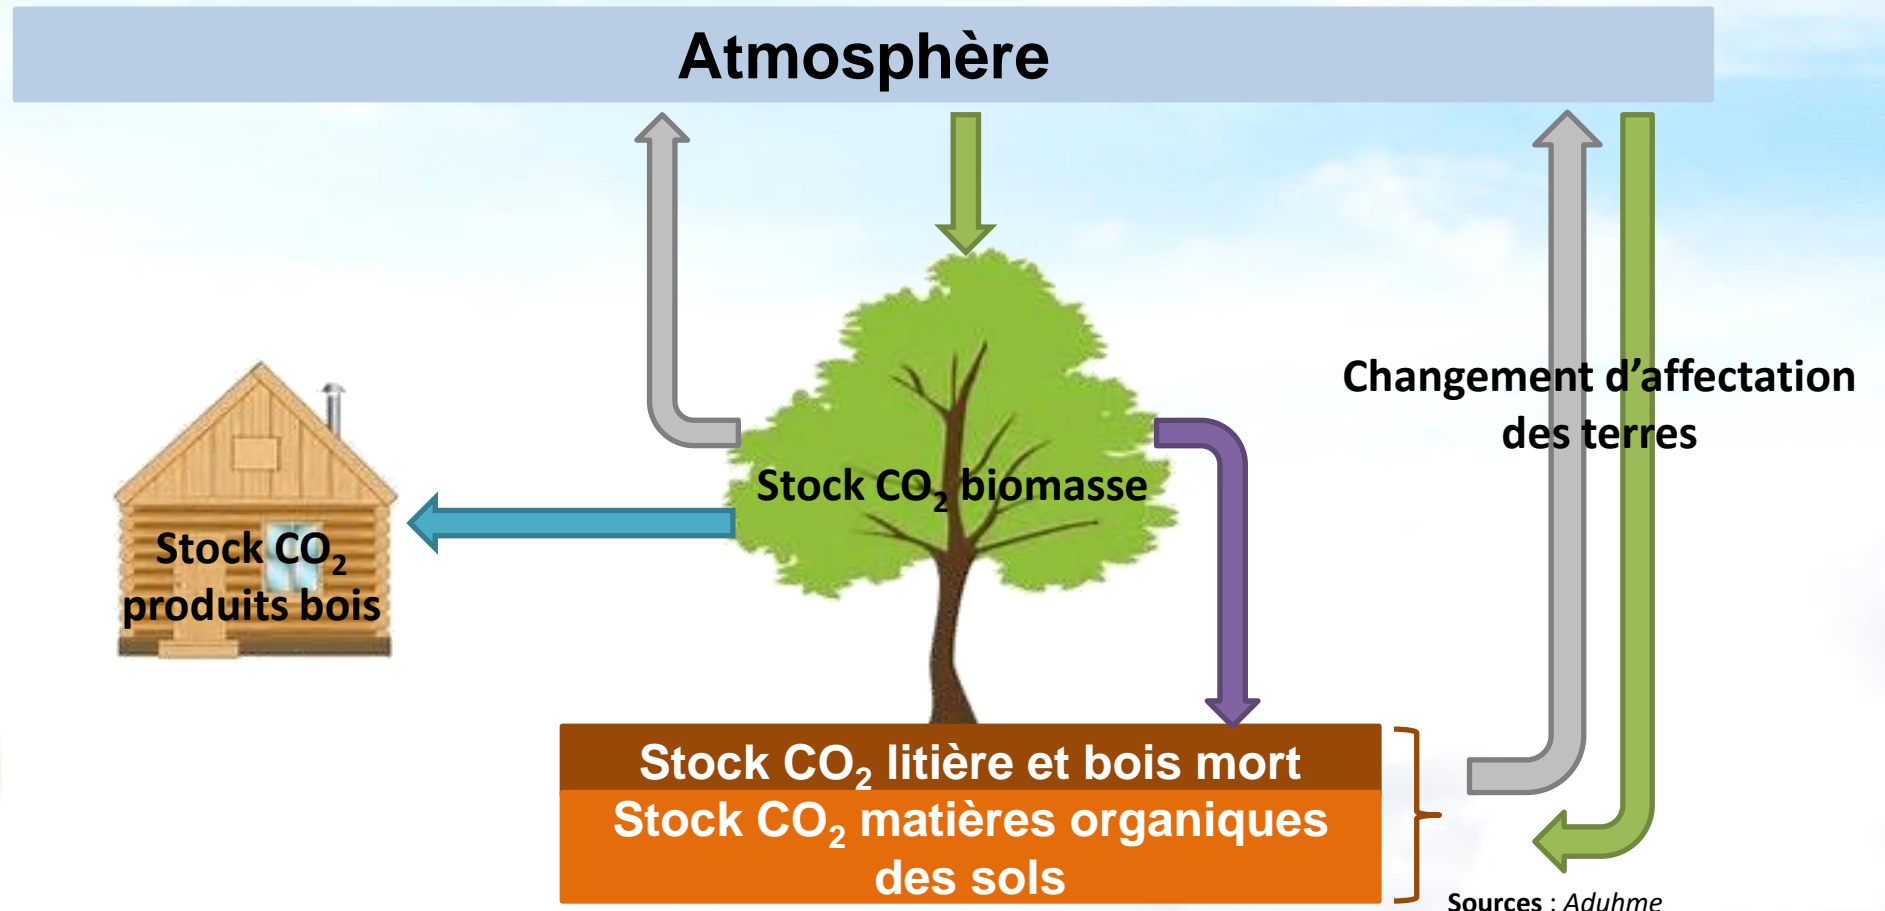 Atmosphère
Changement d’affectation
des terres
Stock CO₂ biomasse
Stock CO₂
produits bois
Stock CO₂ litière et bois mort
Stock CO₂ matières organiques
des sols
Sources : Aduhme